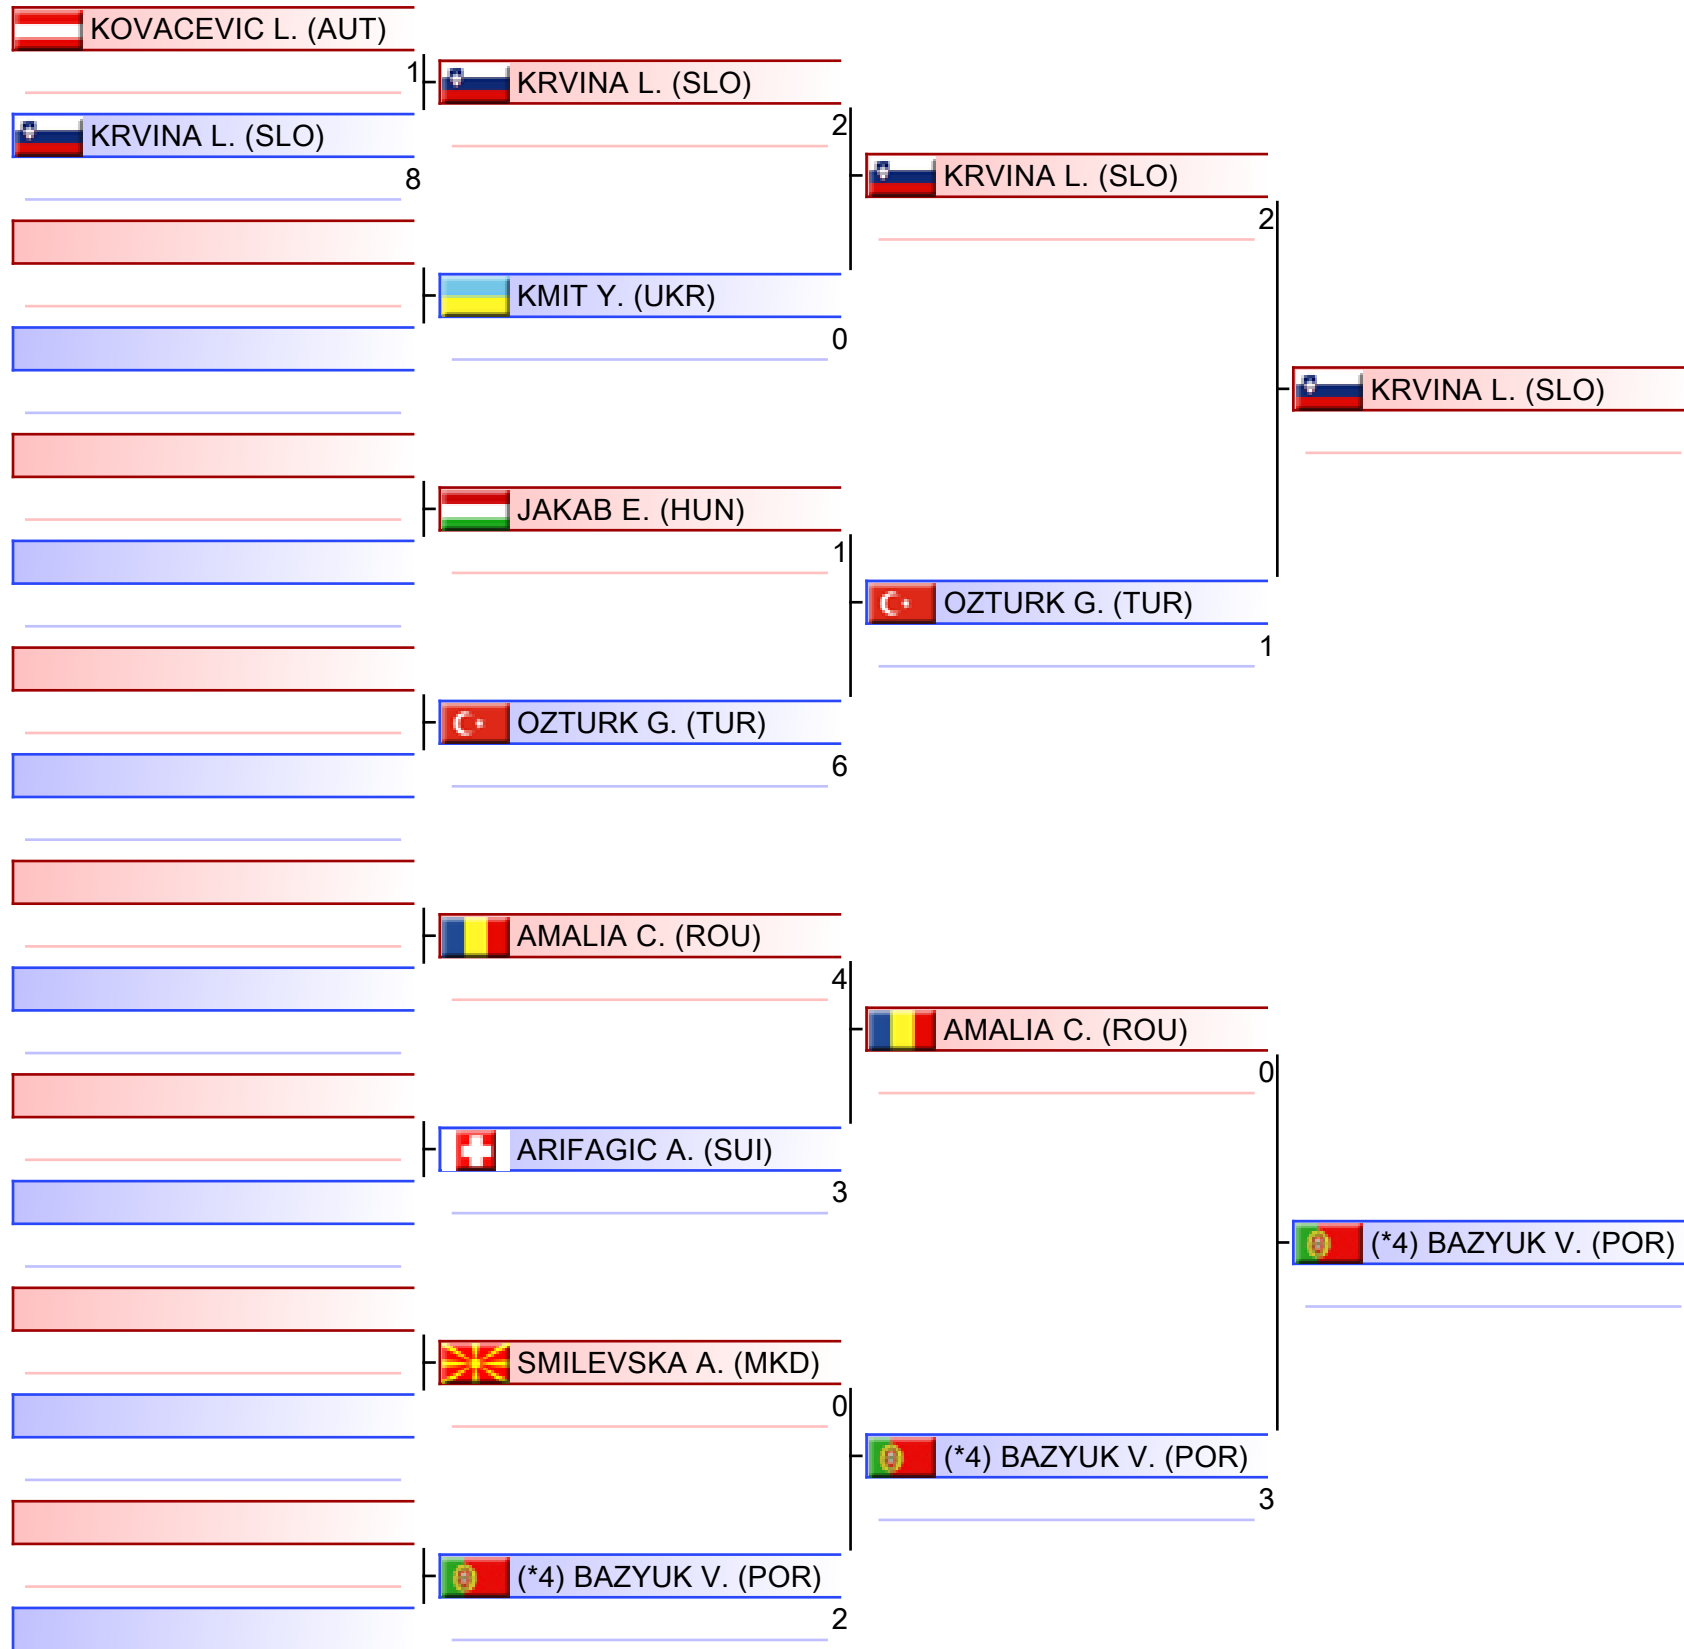 KOVACEVIC L. (AUT)
1
KRVINA L. (SLO)
8
KRVINA L. (SLO)
2
KMIT Y. (UKR)
0
JAKAB E. (HUN)
1
OZTURK G. (TUR)
6
AMALIA C. (ROU)
4
ARIFAGIC A. (SUI)
3
SMILEVSKA A. (MKD)
0
(*4) BAZYUK V. (POR)
2
KRVINA L. (SLO)
2
OZTURK G. (TUR)
1
AMALIA C. (ROU)
0
(*4) BAZYUK V. (POR)
3
KRVINA L. (SLO)
(*4) BAZYUK V. (POR)